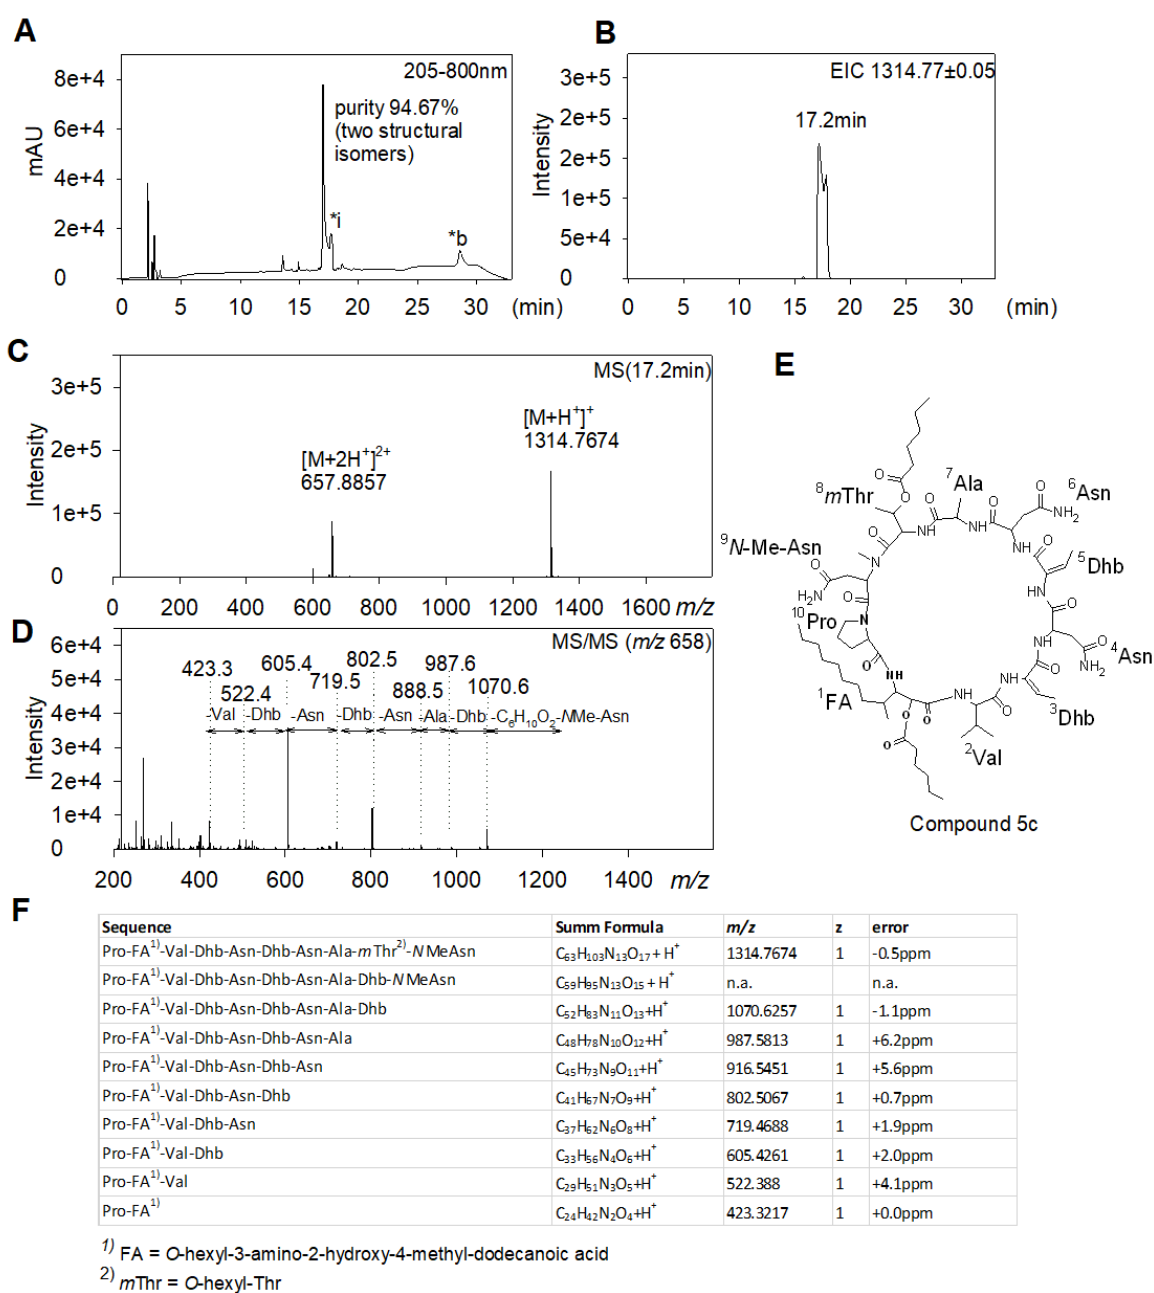 A
205-800nm
purity 94.67%
(two structural
isomers)
*i
*b
mAU
8e+4
6e+4
4e+4
2e+4
0
0 5 10 15 20 25 30 (min)
B
EIC 1314.77±0.05
17.2min
Intensity
3e+5
2e+5
2e+5
1e+5
5e+4
0
0 5 10 15 20 25 30 (min)
C
MS(17.2min)
[M+H⁺]⁺
1314.7674
[M+2H⁺]²⁺
657.8857
Intensity
3e+5
2e+5
1e+5
0
0 200 400 600 800 1000 1200 1400 1600 m/z
D
MS/MS (m/z 658)
423.3 522.4 605.4 719.5 802.5 888.5 987.6 1070.6
-Val -Dhb -Asn -Dhb -Asn -Ala -Dhb -C₆H₁₀O₂-NMe-Asn
Intensity
6e+4
5e+4
4e+4
3e+4
2e+4
1e+4
0
200 400 600 800 1000 1200 1400 m/z
E
⁸mThr
⁷Ala
⁶Asn
⁹N-Me-Asn
⁵Dhb
¹⁰Pro
⁴Asn
¹FA
³Dhb
²Val
O
O
O
O
NH
NH
O
O
NH₂
NH
O
N
O
H₂N
O
N
O
NH
O
O
O
NH
O
NH
O
NH
O
NH₂
HN
O
Compound 5c
F
Sequence Summ Formula m/z z error
Pro-FA¹⁾-Val-Dhb-Asn-Dhb-Asn-Ala-mThr²⁾-NMeAsn C₆₃H₁₀₃N₁₃O₁₇ + H⁺ 1314.7674 1 -0.5ppm
Pro-FA¹⁾-Val-Dhb-Asn-Dhb-Asn-Ala-Dhb-NMeAsn C₅₉H₉₅N₁₃O₁₅ + H⁺ n.a. n.a.
Pro-FA¹⁾-Val-Dhb-Asn-Dhb-Asn-Ala-Dhb C₅₂H₈₃N₁₁O₁₃+H⁺ 1070.6257 1 -1.1ppm
Pro-FA¹⁾-Val-Dhb-Asn-Dhb-Asn-Ala C₄₈H₇₈N₁₀O₁₂+H⁺ 987.5813 1 +6.2ppm
Pro-FA¹⁾-Val-Dhb-Asn-Dhb-Asn C₄₅H₇₃N₉O₁₁+H⁺ 916.5451 1 +5.6ppm
Pro-FA¹⁾-Val-Dhb-Asn-Dhb C₄₁H₆₇N₇O₉+H⁺ 802.5067 1 +0.7ppm
Pro-FA¹⁾-Val-Dhb-Asn C₃₇H₆₂N₆O₈+H⁺ 719.4688 1 +1.9ppm
Pro-FA¹⁾-Val-Dhb C₃₃H₅₆N₄O₆+H⁺ 605.4261 1 +2.0ppm
Pro-FA¹⁾-Val C₂₉H₅₁N₃O₅+H⁺ 522.388 1 +4.1ppm
Pro-FA¹⁾ C₂₄H₄₂N₂O₄+H⁺ 423.3217 1 +0.0ppm
¹⁾ FA = O-hexyl-3-amino-2-hydroxy-4-methyl-dodecanoic acid
²⁾ mThr = O-hexyl-Thr